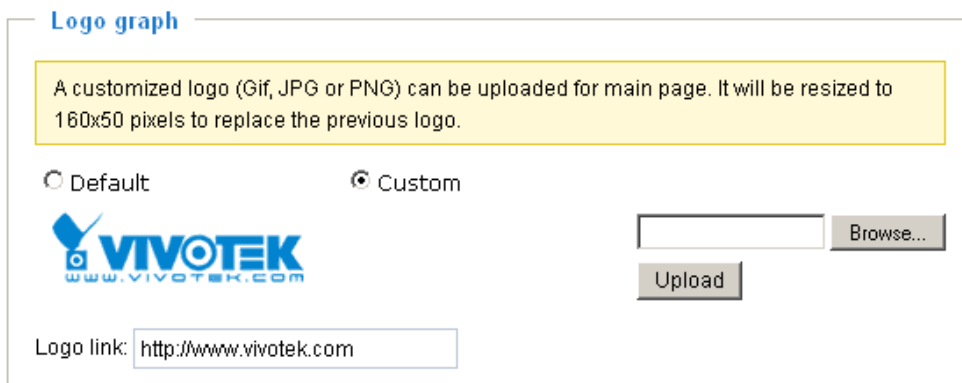 Logo graph
A customized logo (Gif, JPG or PNG) can be uploaded for main page. It will be resized to
160x50 pixels to replace the previous logo.
Default Custom
VIVOTEK
www.vivotek.com
Browse...
Upload
Logo link: http://www.vivotek.com